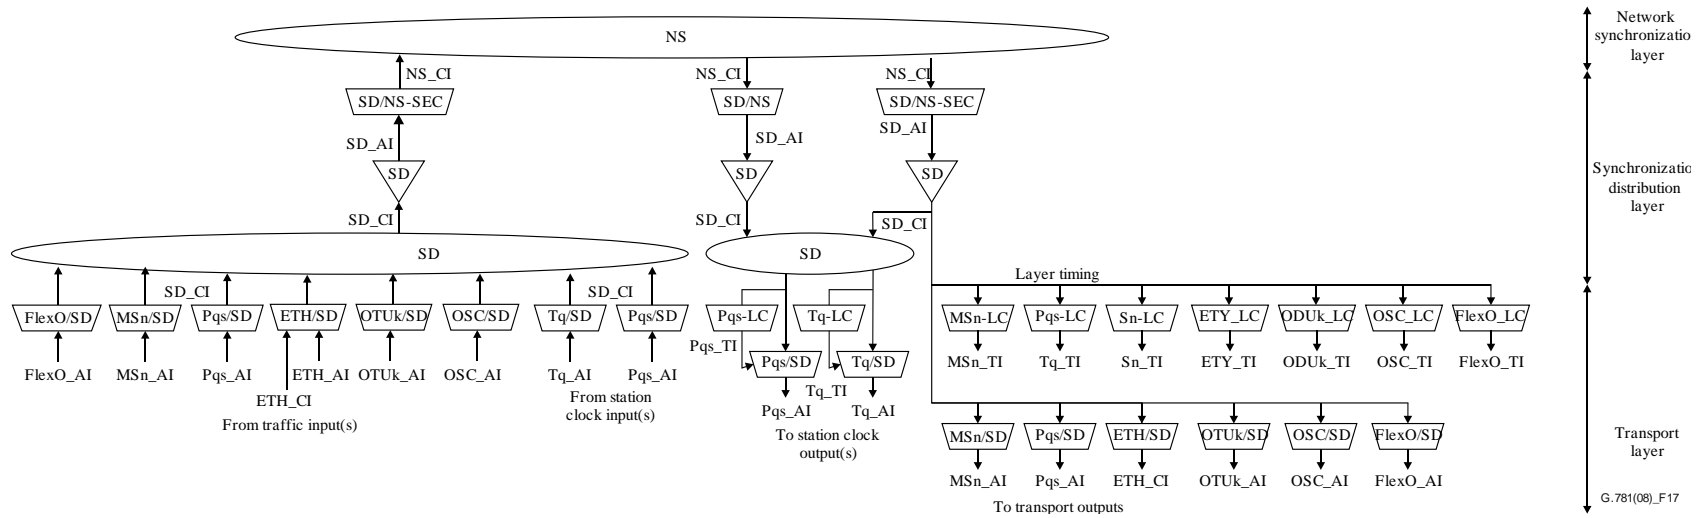 Network
synchronization
layer
NS
NS_CI
NS_CI
NS_CI
SD/NS-SEC
SD/NS
SD/NS-SEC
SD_AI
SD_AI
SD_AI
SD
SD
SD
Synchronizatio
distribution
layer
SD_CI
SD_CI
SD_CI
SD
SD
Layer timing
SD_CI
SD_CI
FlexO/SD
MSn/SD
Pqs/SD
ETH/SD
OTUk/SD
OSC/SD
Tq/SD
Pqs/SD
Pqs-LC
Tq-LC
MSn-LC
Pqs-LC
Sn-LC
ETY_LC
ODUk_LC
OSC_LC
FlexO_LC
Pqs_TI
Pqs/SD
Tq/SD
MSn_TI
Tq_TI
Sn_TI
ETY_TI
ODUk_TI
OSC_TI
FlexO_TI
FlexO_AI
MSn_AI
Pqs_AI
ETH_AI
OTUk_AI
OSC_AI
Tq_AI
Pqs_AI
Tq_TI
ETH_CI
From station
clock input(s)
From traffic input(s)
Pqs_AI
Tq_AI
To station clock
output(s)
MSn/SD
Pqs/SD
ETH/SD
OTUk/SD
OSC/SD
FlexO/SD
Transport
layer
MSn_AI
Pqs_AI
ETH_CI
OTUk_AI
OSC_AI
FlexO_AI
To transport outputs
G.781(08)_F17